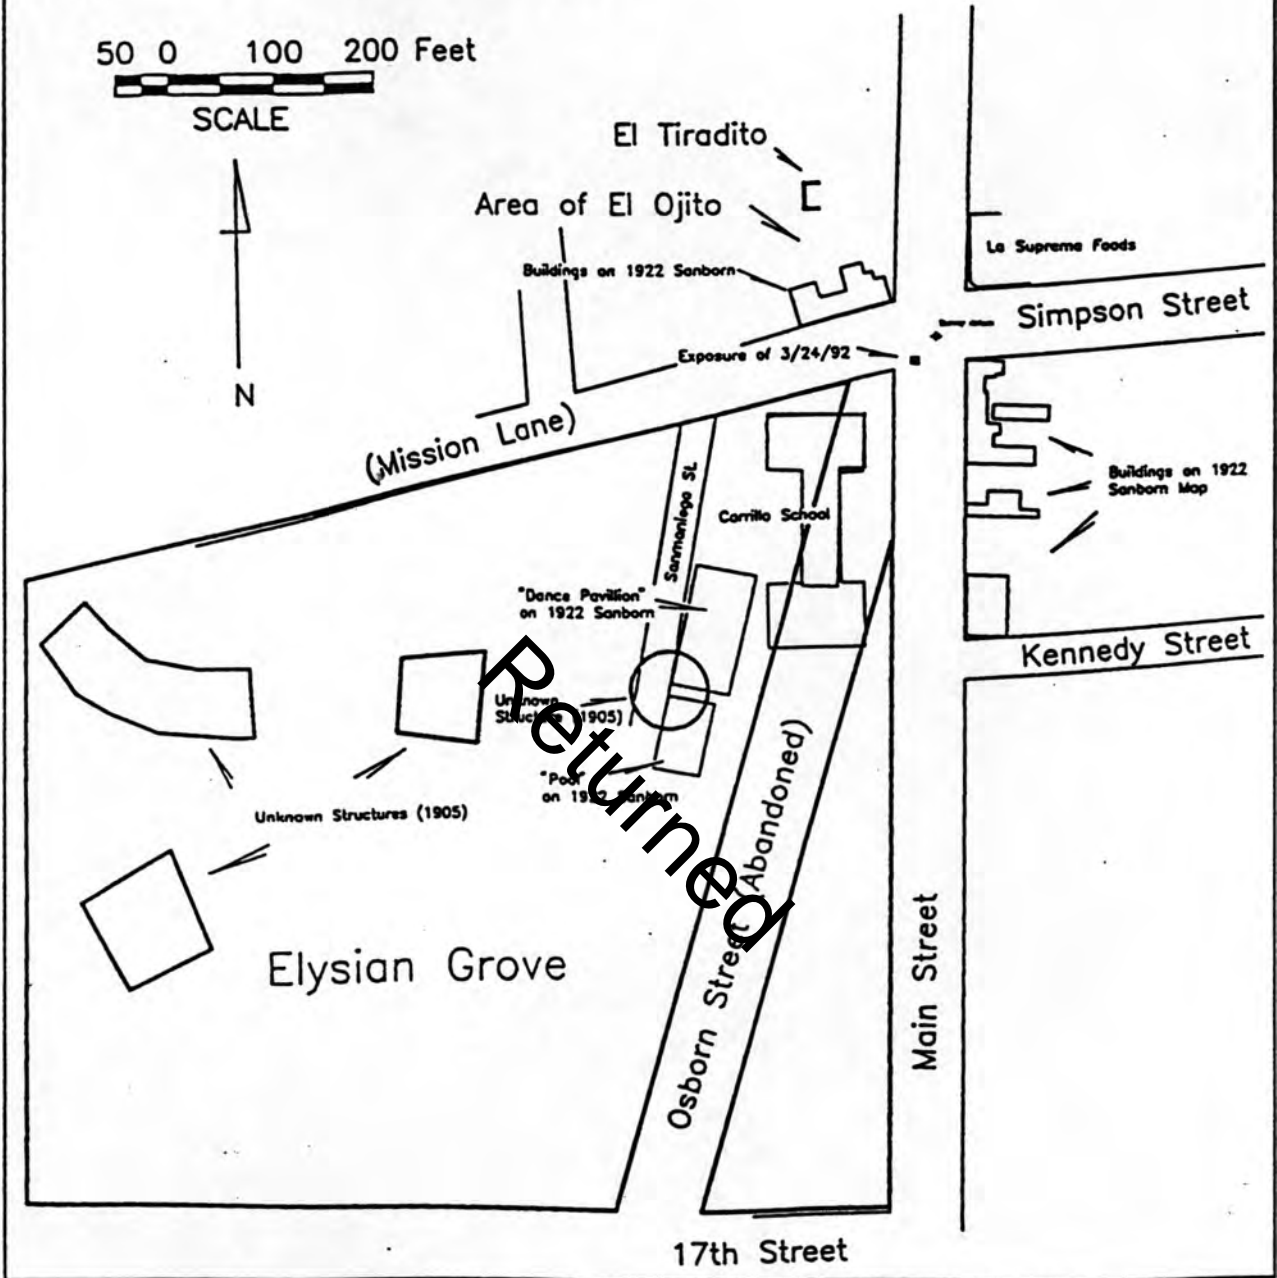 50 0 100 200 Feet
SCALE
N
El Tiradito
Area of El Ojito
Buildings on 1922 Sanborn
La Supreme Foods
Simpson Street
Exposure of 3/24/92
(Mission Lane)
Buildings on 1922
Sanborn Map
Carrillo School
"Dance Pavillion"
on 1922 Sanborn
Kennedy Street
Unknown
Structure (1905)
"Pool"
on 1922 Sanborn
Returned
Unknown Structures (1905)
Elysian Grove
Osborn Street (Abandoned)
Main Street
17th Street